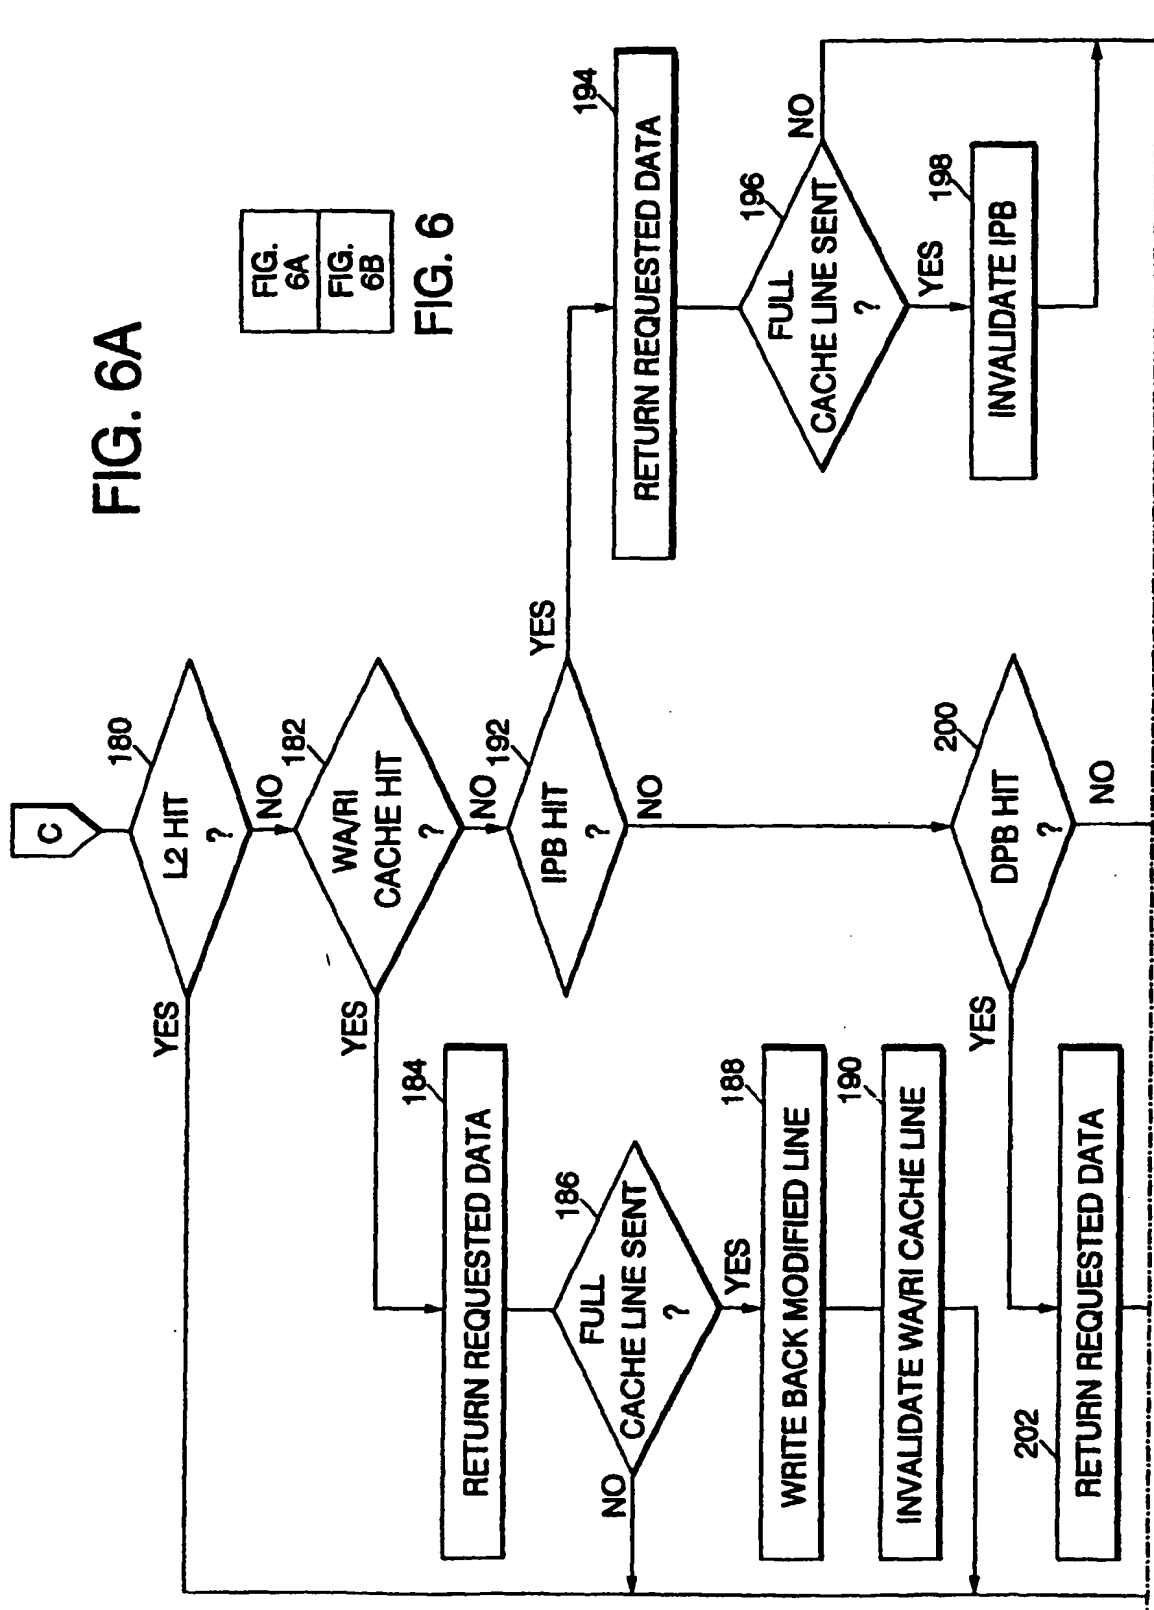 FIG. 6A
FIG.
6A
FIG.
6B
FIG. 6
C
180
L2 HIT
?
YES
NO
182
WA/RI
CACHE HIT
?
YES
NO
184
RETURN REQUESTED DATA
186
FULL
CACHE LINE SENT
?
NO
YES
188
WRITE BACK MODIFIED LINE
190
INVALIDATE WA/RI CACHE LINE
192
IPB HIT
?
YES
NO
194
RETURN REQUESTED DATA
196
FULL
CACHE LINE SENT
?
NO
YES
198
INVALIDATE IPB
200
DPB HIT
?
YES
NO
202
RETURN REQUESTED DATA